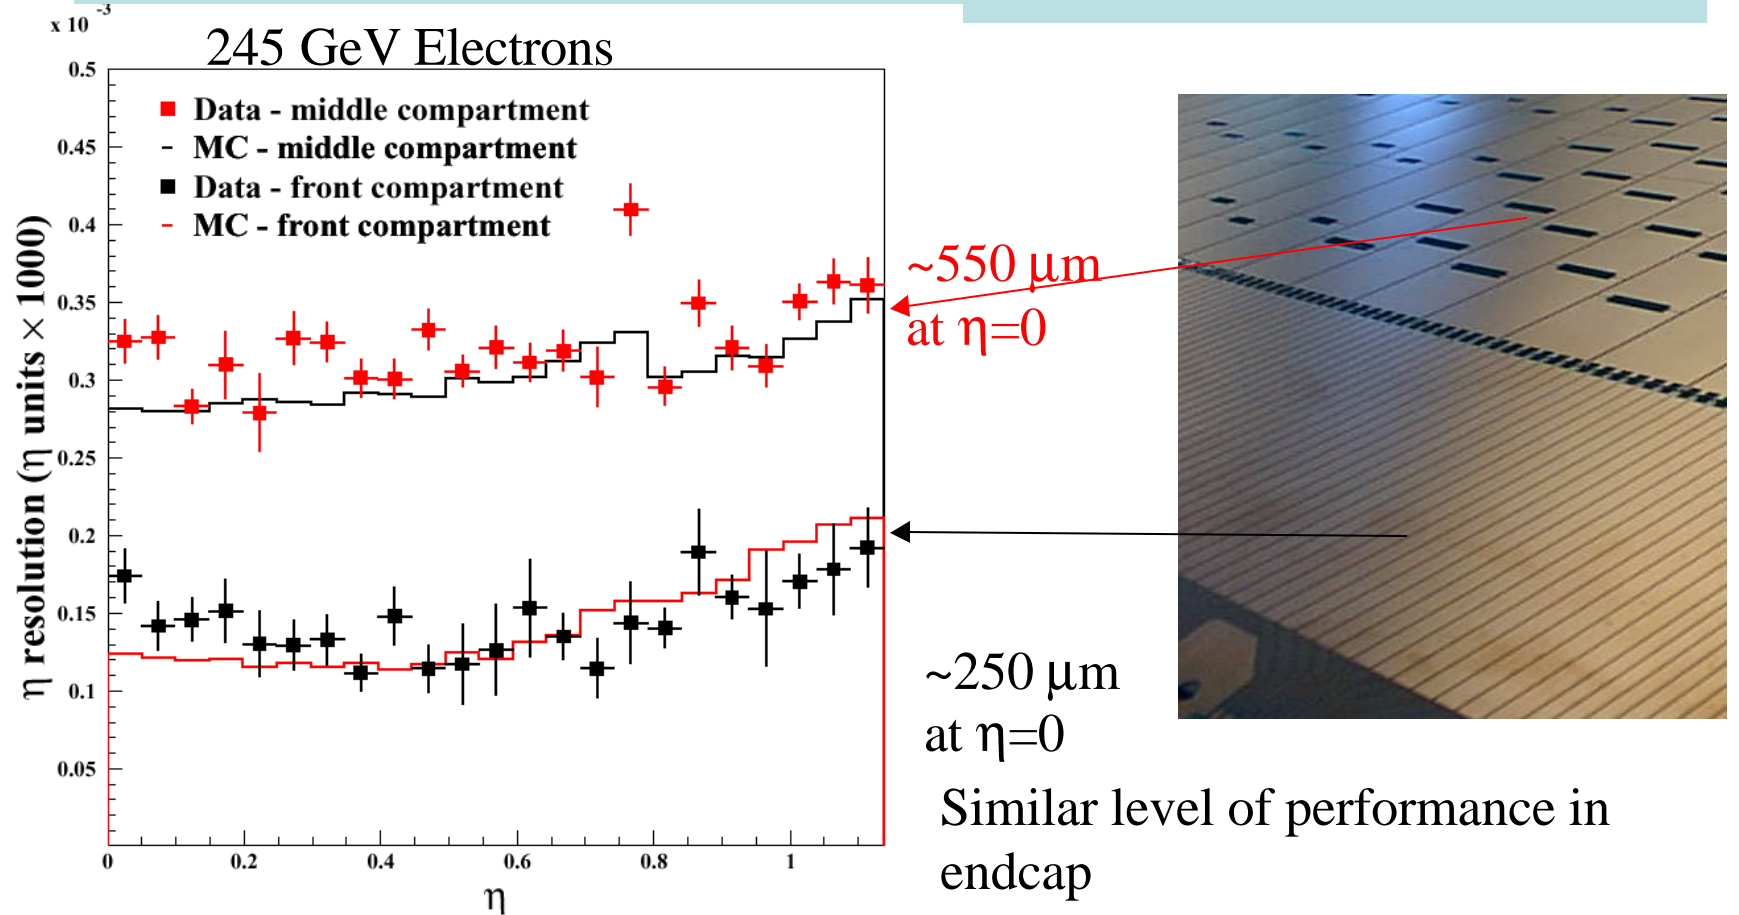 x 10 -3
245 GeV Electrons
0.5
Data - middle compartment
0.45
MC - middle compartment
Data - front compartment
0.4
MC - front compartment
~550 μm
at η=0
0.35
0.3
0.25
0.2
0.15
0.1
0.05
η resolution (η units × 1000)
0 0.2 0.4 0.6 0.8 1
η
~250 μm
at η=0
Similar level of performance in
endcap